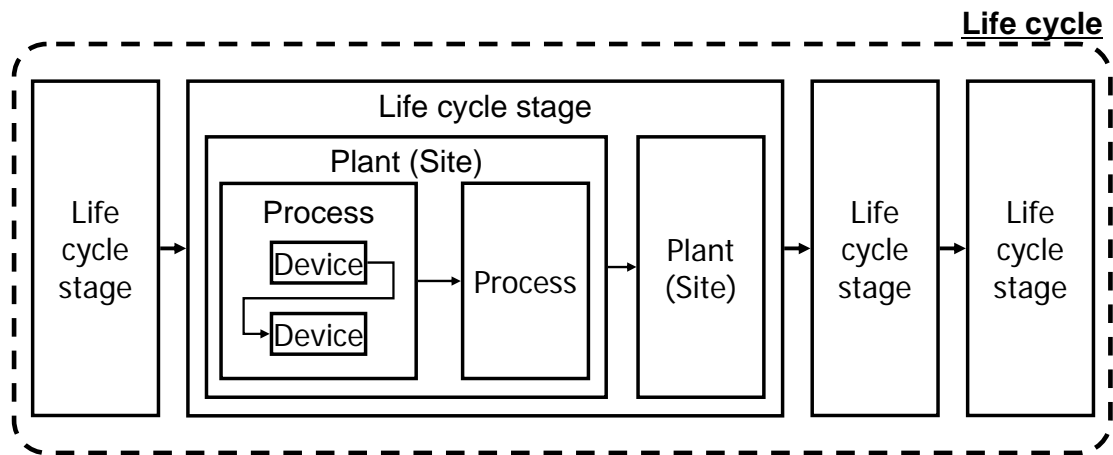 Life cycle
Life cycle stage
Plant (Site)
Process
Device
Device
Process
Life
cycle
stage
Plant
(Site)
Life
cycle
stage
Life
cycle
stage